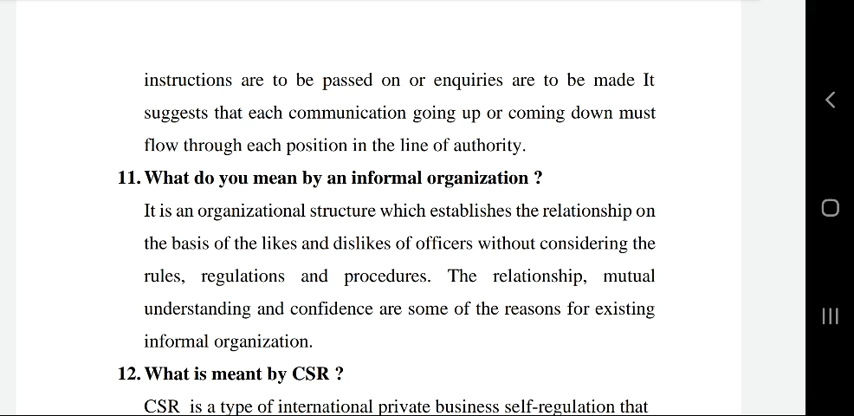 instructions are to be passed on or enquiries are to be made It
suggests that each communication going up or coming down must
flow through each position in the line of authority.
11. What do you mean by an informal organization ?
It is an organizational structure which establishes the relationship on
the basis of the likes and dislikes of officers without considering the
rules, regulations and procedures. The relationship, mutual
understanding and confidence are some of the reasons for existing
informal organization.
12. What is meant by CSR ?
CSR is a type of international private business self-regulation that